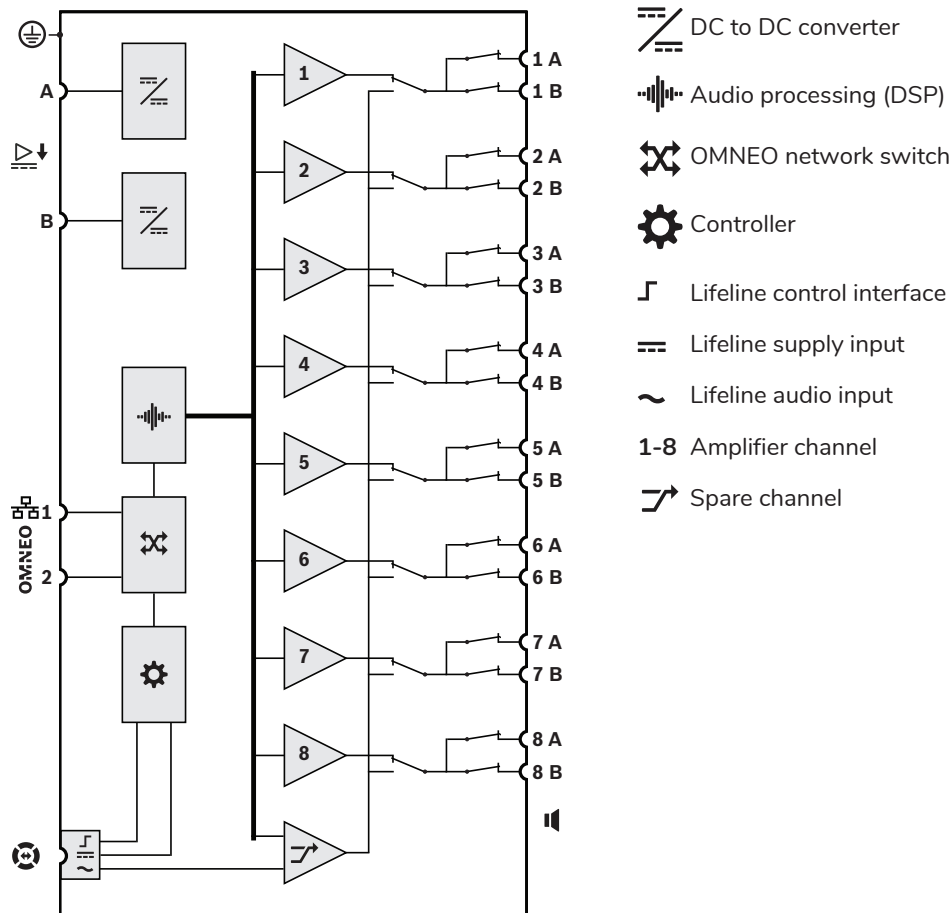 A
B
1
OMNEO
2
1
2
3
4
5
6
7
8
1 A
1 B
2 A
2 B
3 A
3 B
4 A
4 B
5 A
5 B
6 A
6 B
7 A
7 B
8 A
8 B
DC to DC converter
Audio processing (DSP)
OMNEO network switch
Controller
Lifeline control interface
Lifeline supply input
Lifeline audio input
1-8 Amplifier channel
Spare channel